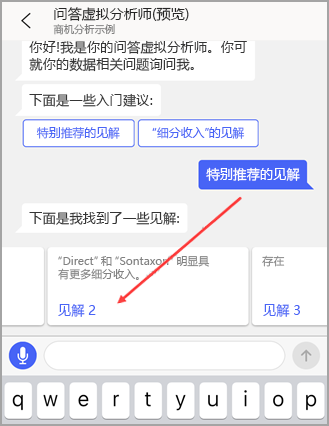 问答虚拟分析师(预览)
商机分析示例
你好!我是你的问答虚拟分析师。你可
就你的数据相关问题询问我。
下面是一些入门建议:
特别推荐的见解
“细分收入”的见解
特别推荐的见解
下面是我找到了一些见解:
“Direct” 和 “Sontaxon” 明显具
有更多细分收入。
存在
见解 2
见解 3
q w e r t y u i o p